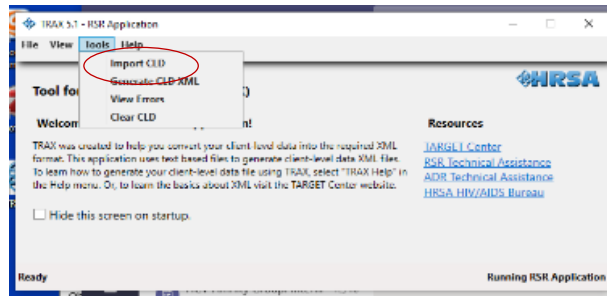 TRAX 5.1 - RSR Application
File View Tools Help
Import CLD
Generate CLD XML
View Errors
Clear CLD
HRSA
Tool fo
Welcom
n!
Resources
TRAX was created to help you convert your client-level data into the required XML
format. This application uses text based files to generate client-level data XML files.
To learn how to generate your client-level data file using TRAX, select "TRAX Help" in
the Help menu. Or, to learn the basics about XML visit the TARGET Center website.
TARGET Center
RSR Technical Assistance
ADR Technical Assistance
HRSA HIV/AIDS Bureau
Hide this screen on startup.
Ready
Running RSR Application